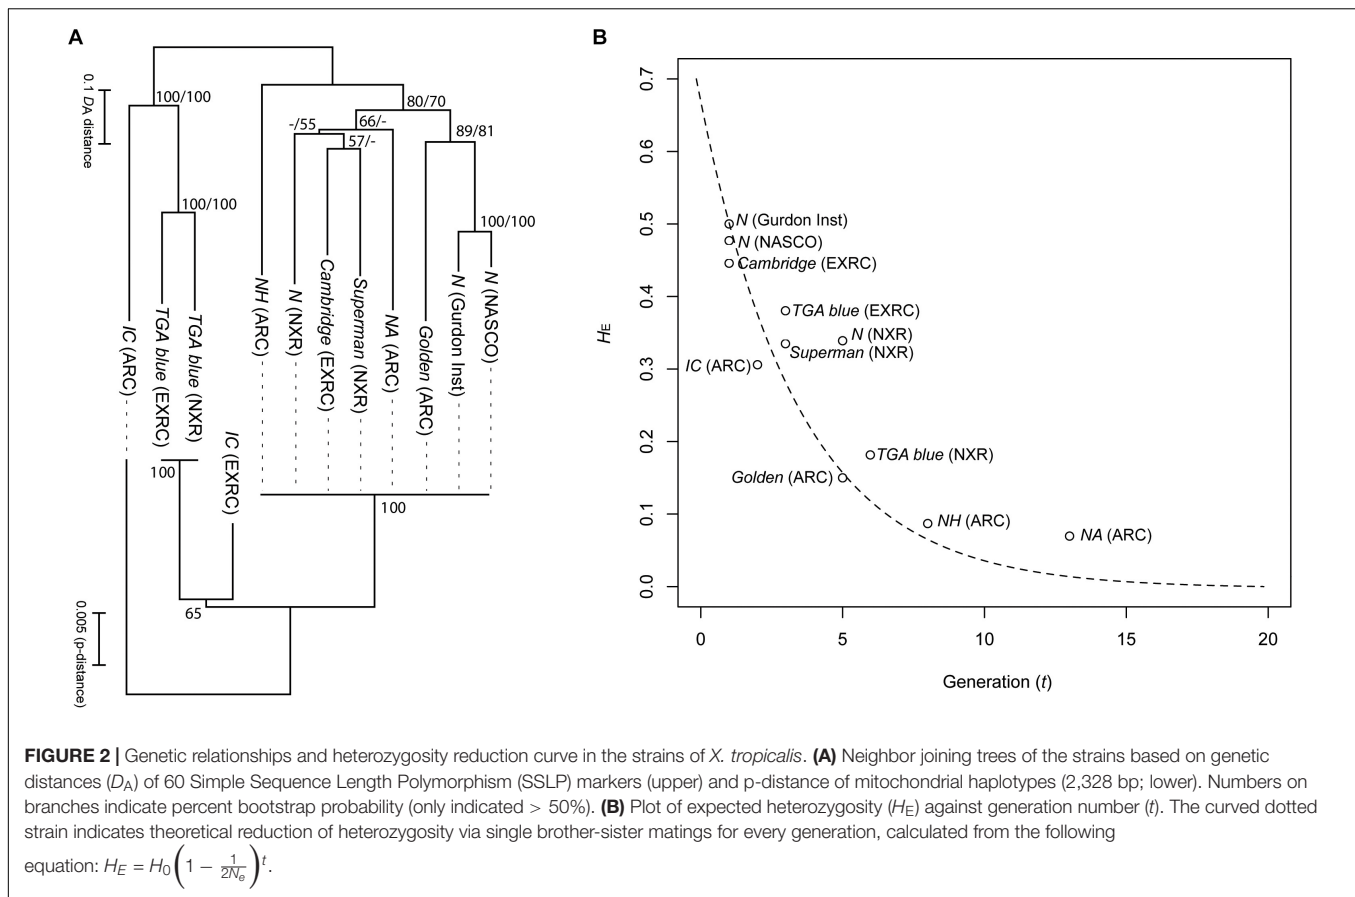 A
0.1 DA distance
100/100
100/100
80/70
-/55
66/-
57/-
89/81
100/100
IC (ARC)
TGA blue (EXRC)
TGA blue (NXR)
IC (EXRC)
NH (ARC)
N (NXR)
Cambridge (EXRC)
Superman (NXR)
NA (ARC)
Golden (ARC)
N (Gurdon Inst)
N (NASCO)
100
100
65
0.005 (p-distance)
B
0.7
0.6
0.5
0.4
0.3
0.2
0.1
0.0
HE
N (Gurdon Inst)
N (NASCO)
Cambridge (EXRC)
TGA blue (EXRC)
N (NXR)
Superman (NXR)
IC (ARC)
TGA blue (NXR)
Golden (ARC)
NH (ARC)
NA (ARC)
0 5 10 15 20
Generation (t)
FIGURE 2 | Genetic relationships and heterozygosity reduction curve in the strains of X. tropicalis. (A) Neighbor joining trees of the strains based on genetic
distances (DA) of 60 Simple Sequence Length Polymorphism (SSLP) markers (upper) and p-distance of mitochondrial haplotypes (2,328 bp; lower). Numbers on
branches indicate percent bootstrap probability (only indicated > 50%). (B) Plot of expected heterozygosity (HE) against generation number (t). The curved dotted
strain indicates theoretical reduction of heterozygosity via single brother-sister matings for every generation, calculated from the following
equation: HE = H0(1 − 1/2Ne)t.